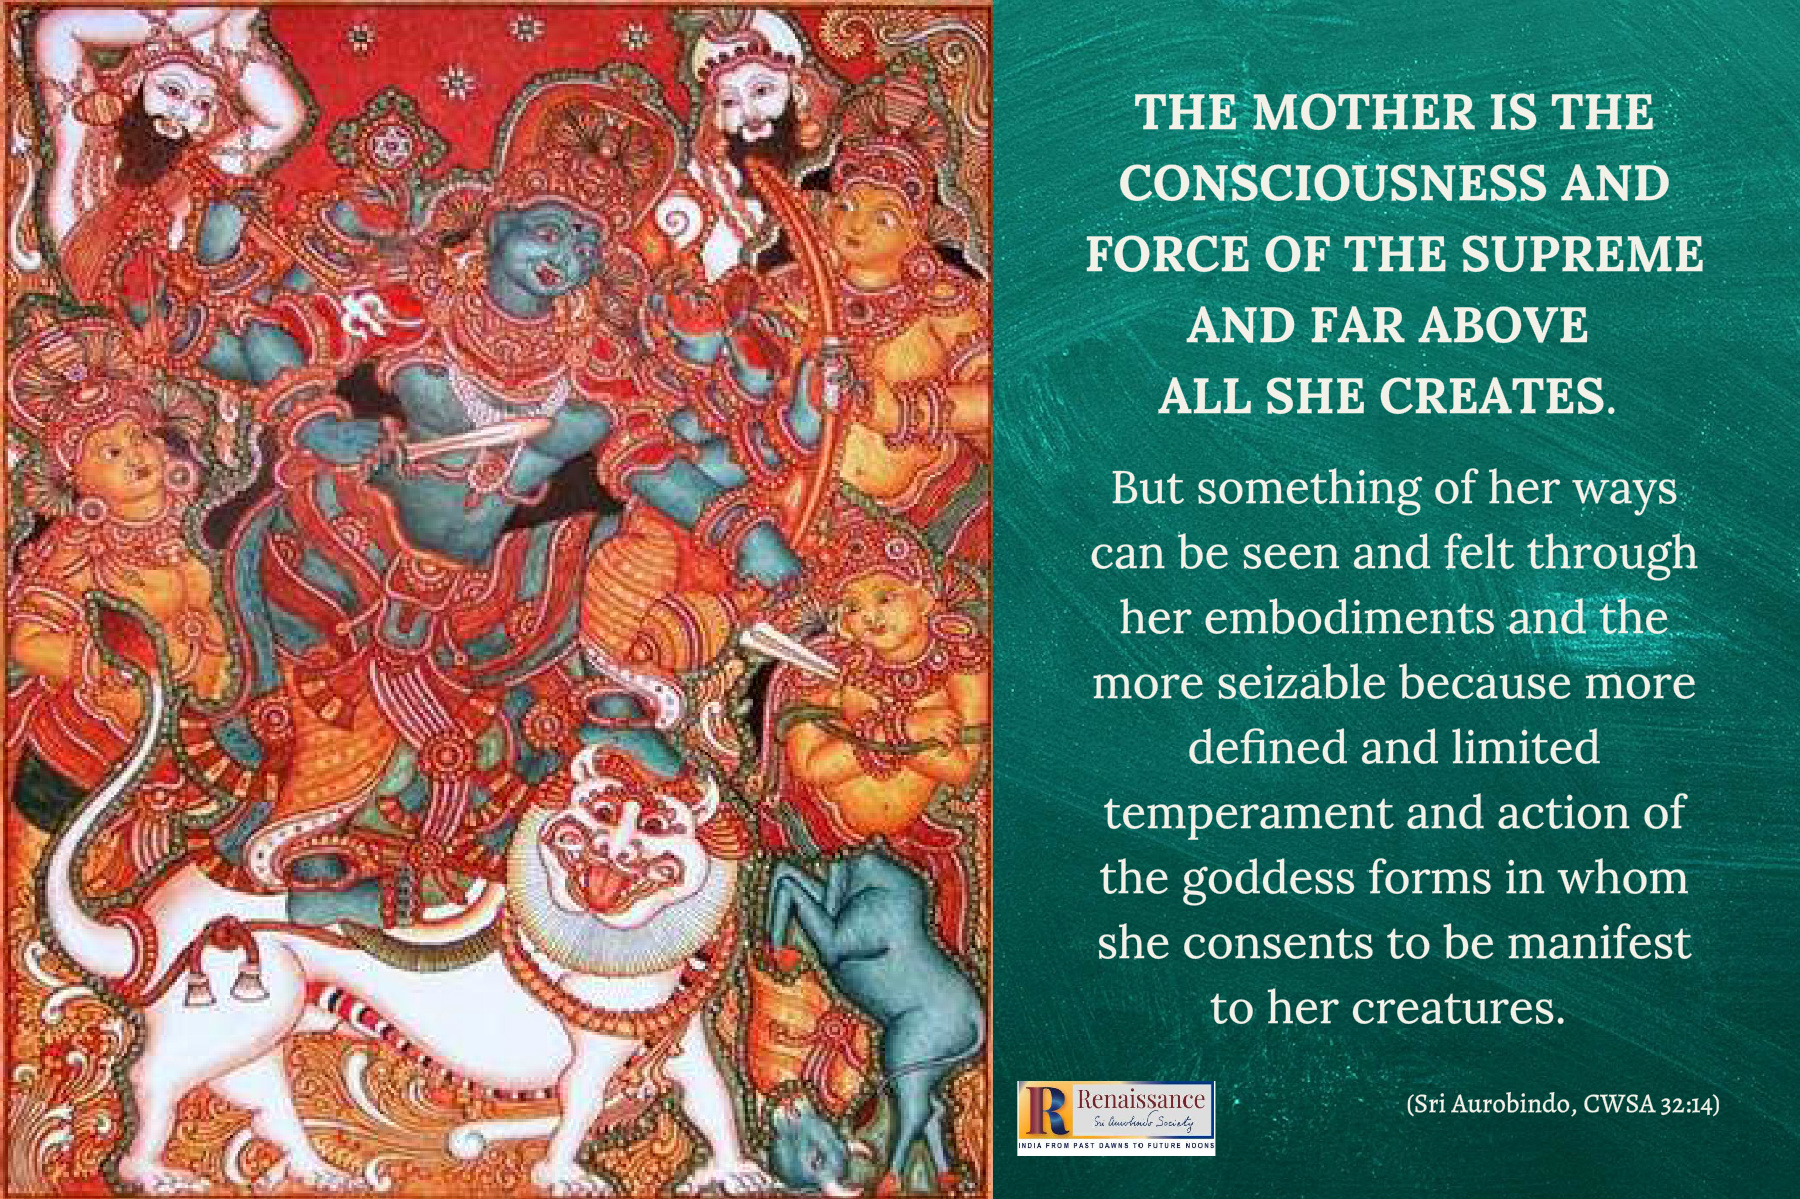 THE MOTHER IS THE
CONSCIOUSNESS AND
FORCE OF THE SUPREME
AND FAR ABOVE
ALL SHE CREATES.
But something of her ways
can be seen and felt through
her embodiments and the
more seizable because more
defined and limited
temperament and action of
the goddess forms in whom
she consents to be manifest
to her creatures.
R Renaissance
Sri Aurobindo Society
INDIA FROM PAST DAWNS TO FUTURE NOONS
(Sri Aurobindo, CWSA 32:14)